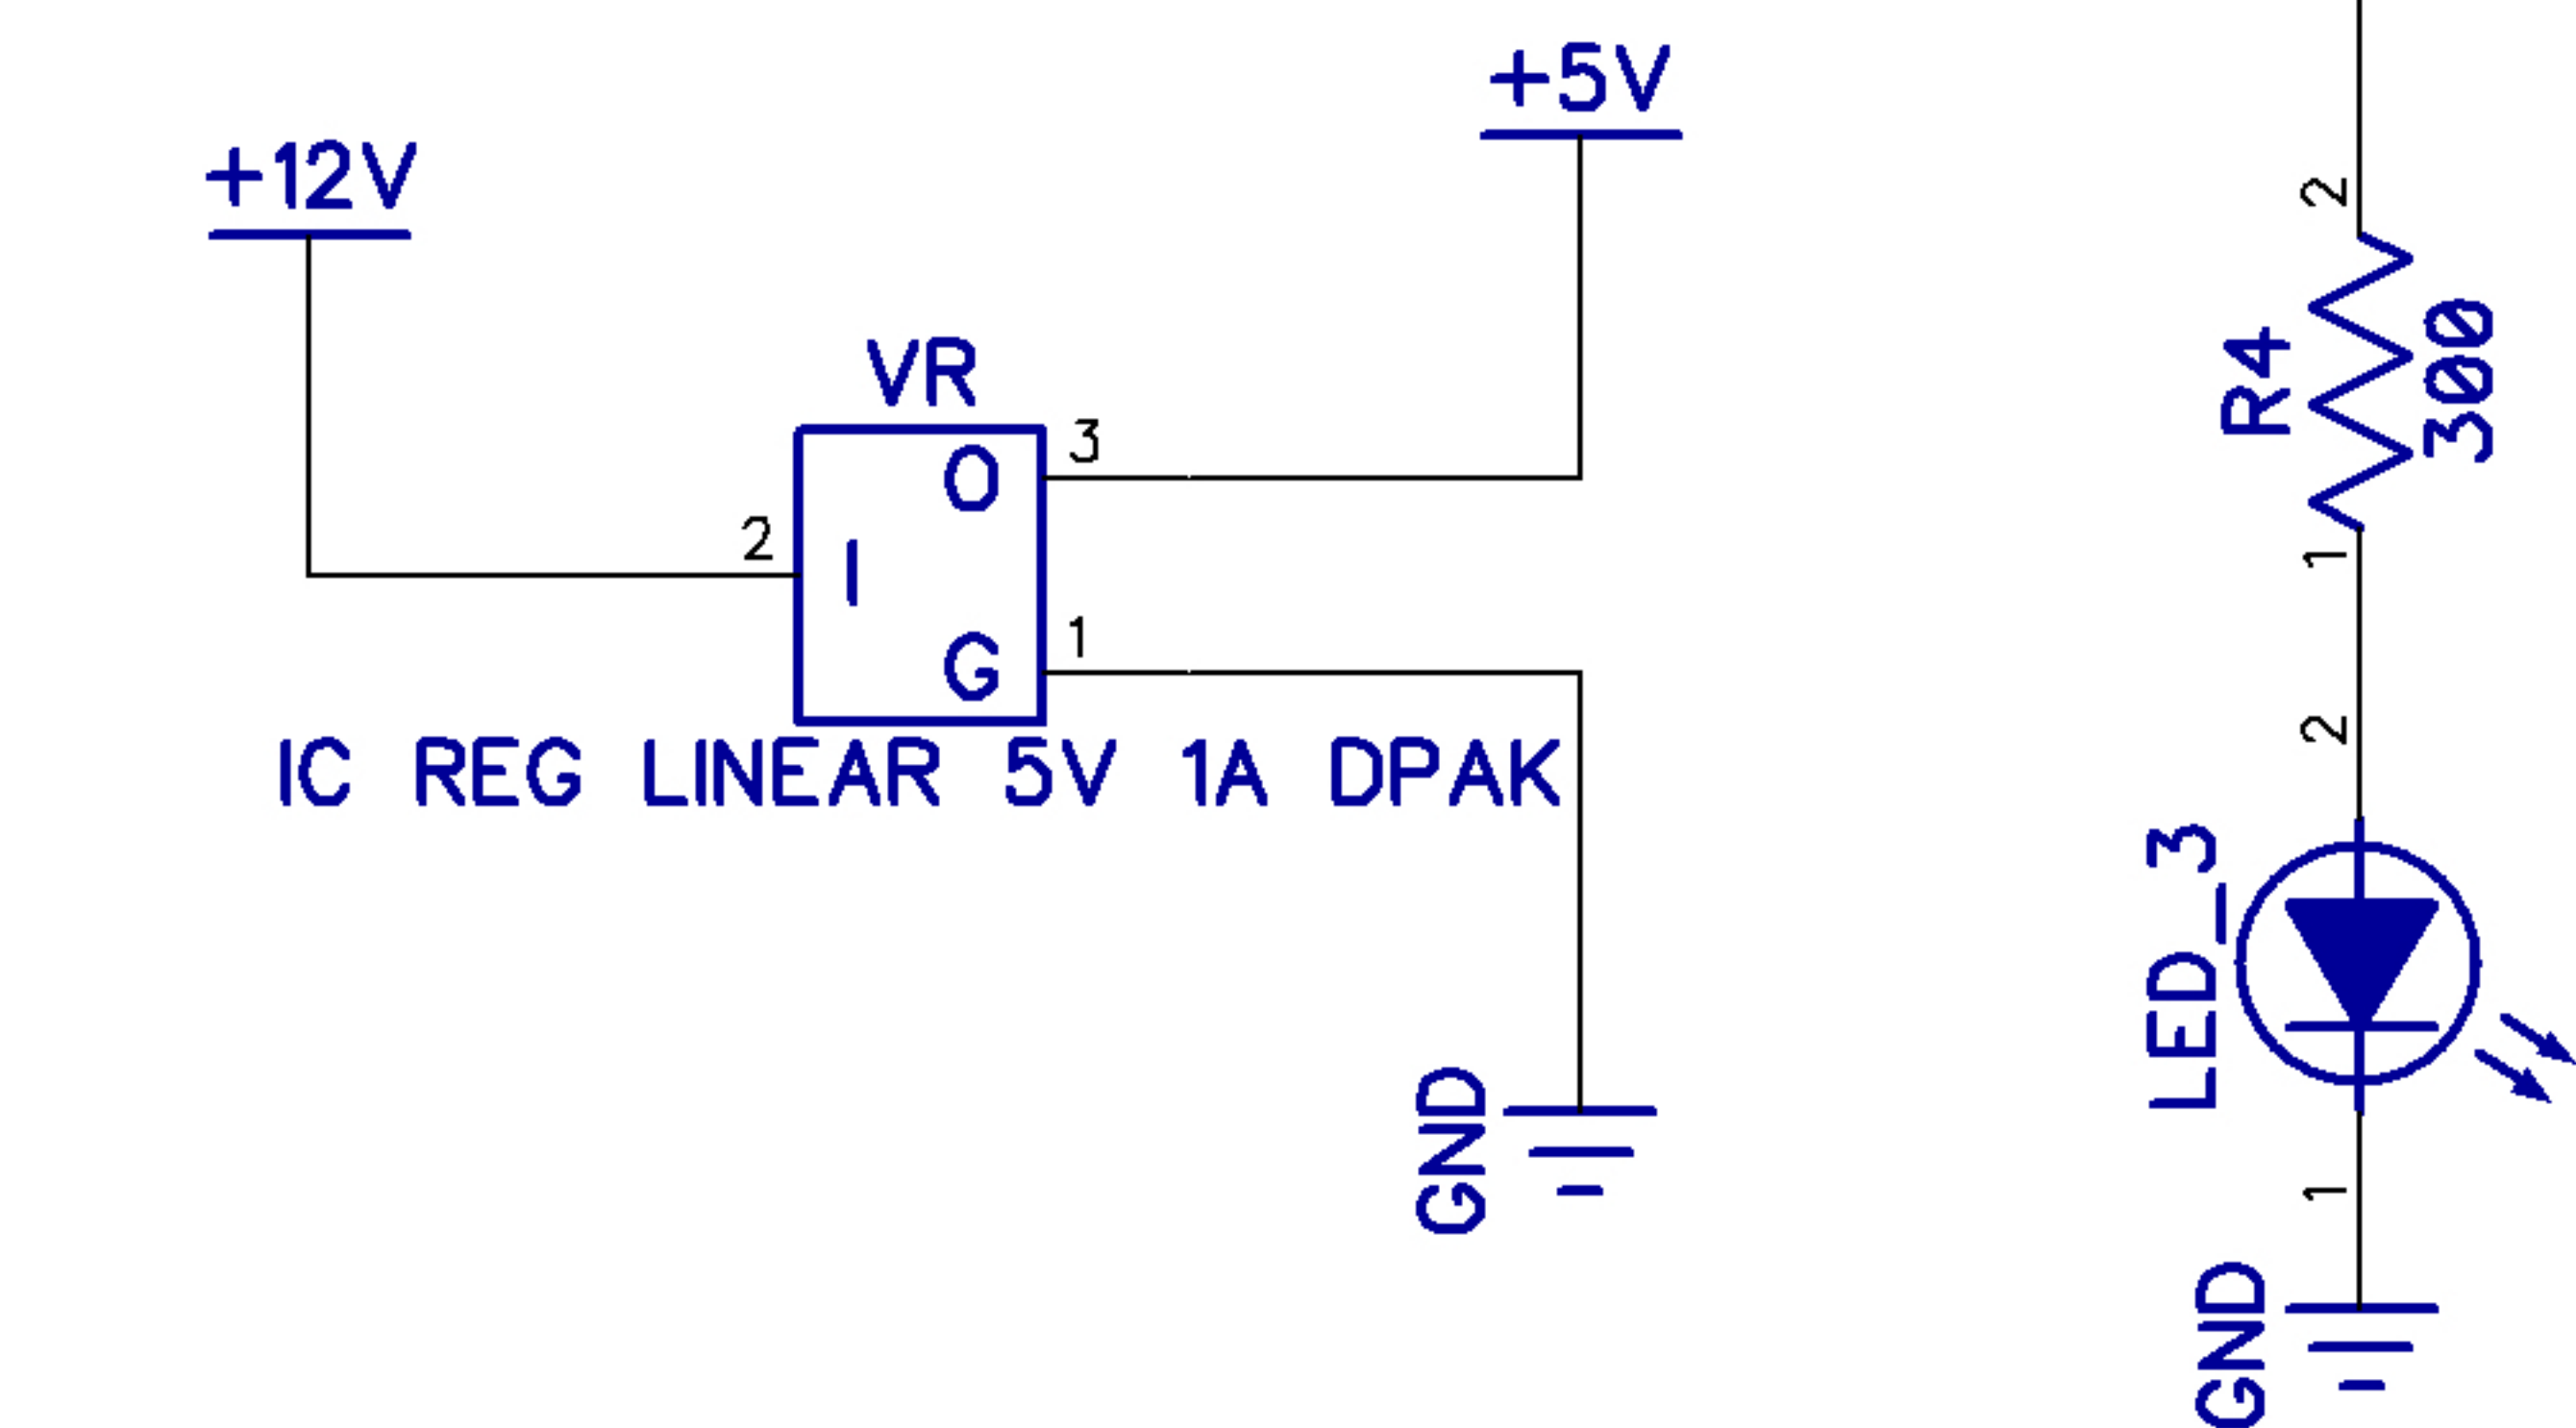 +5V
+12V
2
VR
R4
300
3
O
2
I
1
1
G
2
IC REG LINEAR 5V 1A DPAK
LED_3
GND
1
GND